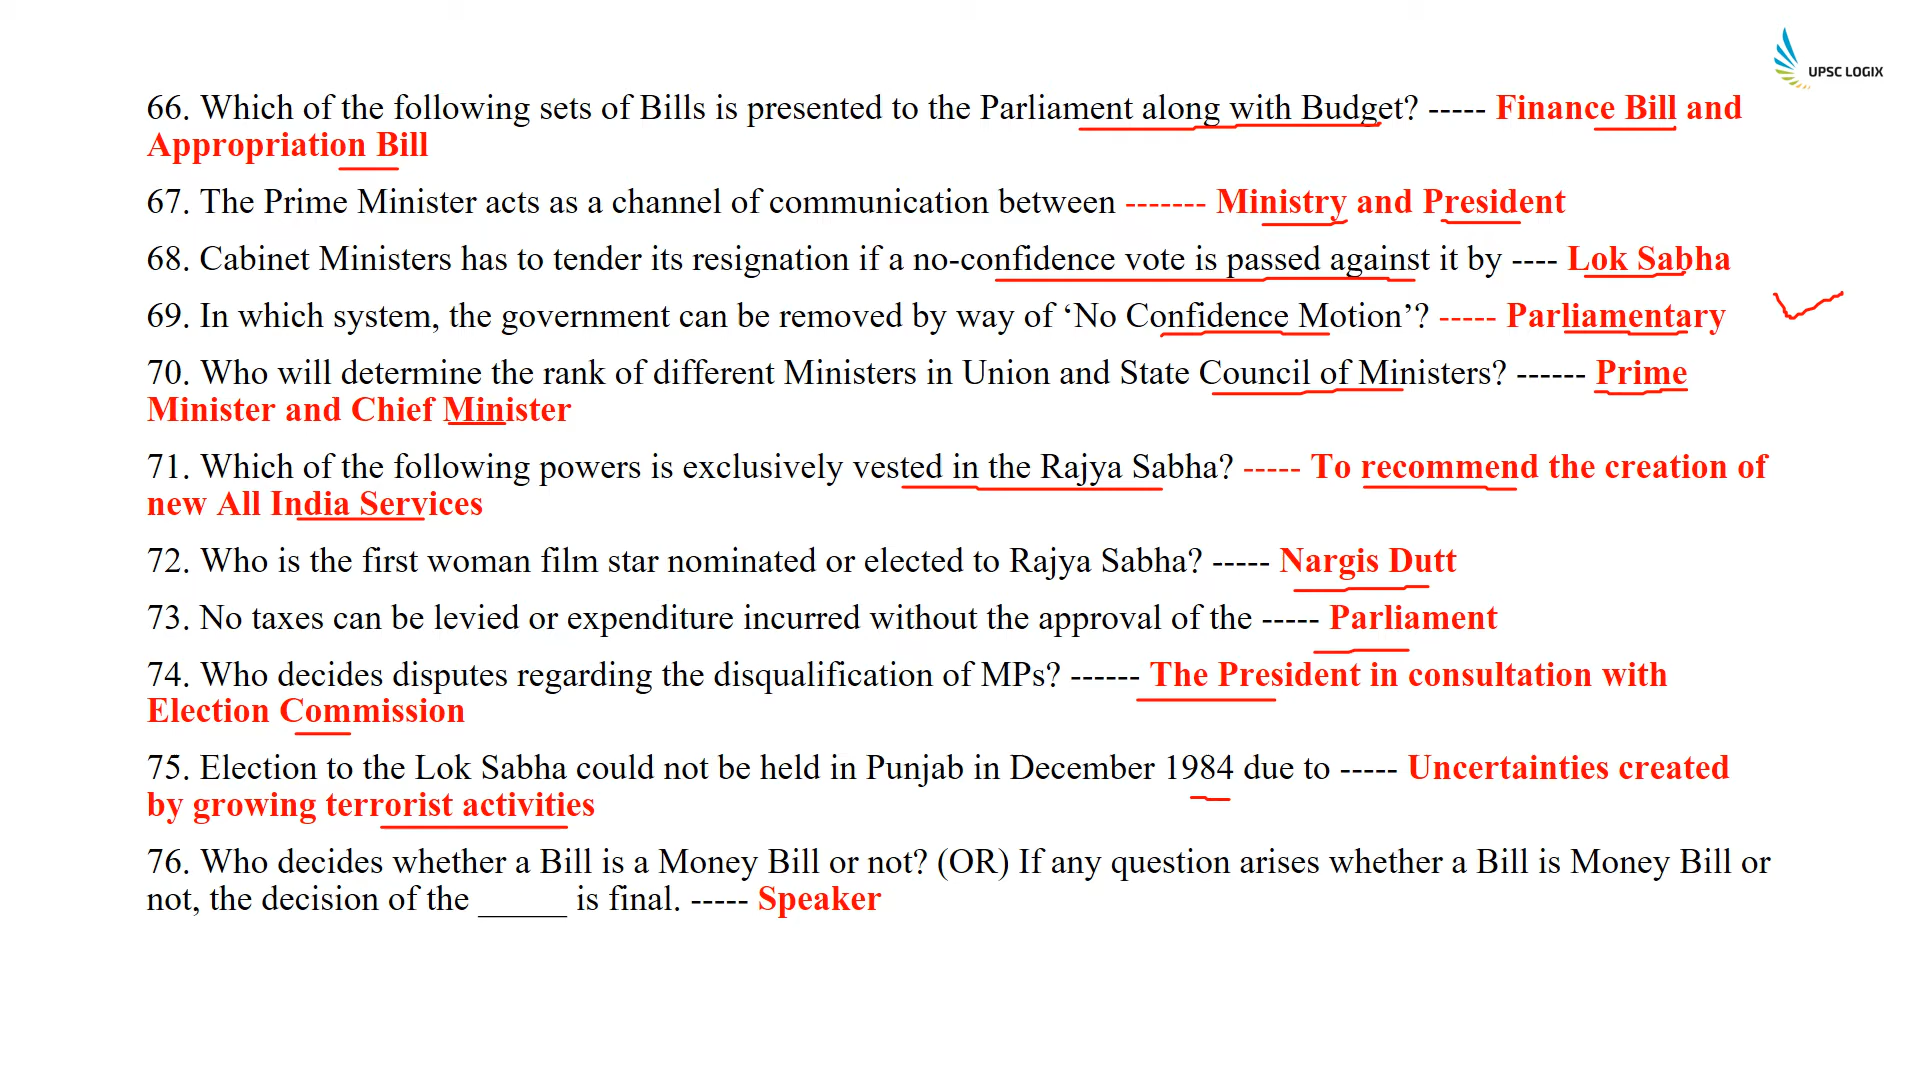 UPSC LOGIX
66. Which of the following sets of Bills is presented to the Parliament along with Budget? ----- Finance Bill and
Appropriation Bill
67. The Prime Minister acts as a channel of communication between ------- Ministry and President
68. Cabinet Ministers has to tender its resignation if a no-confidence vote is passed against it by ---- Lok Sabha
69. In which system, the government can be removed by way of ‘No Confidence Motion’? ----- Parliamentary
70. Who will determine the rank of different Ministers in Union and State Council of Ministers? ------ Prime
Minister and Chief Minister
71. Which of the following powers is exclusively vested in the Rajya Sabha? ----- To recommend the creation of
new All India Services
72. Who is the first woman film star nominated or elected to Rajya Sabha? ----- Nargis Dutt
73. No taxes can be levied or expenditure incurred without the approval of the ----- Parliament
74. Who decides disputes regarding the disqualification of MPs? ------ The President in consultation with
Election Commission
75. Election to the Lok Sabha could not be held in Punjab in December 1984 due to ----- Uncertainties created
by growing terrorist activities
76. Who decides whether a Bill is a Money Bill or not? (OR) If any question arises whether a Bill is Money Bill or
not, the decision of the _____ is final. ----- Speaker